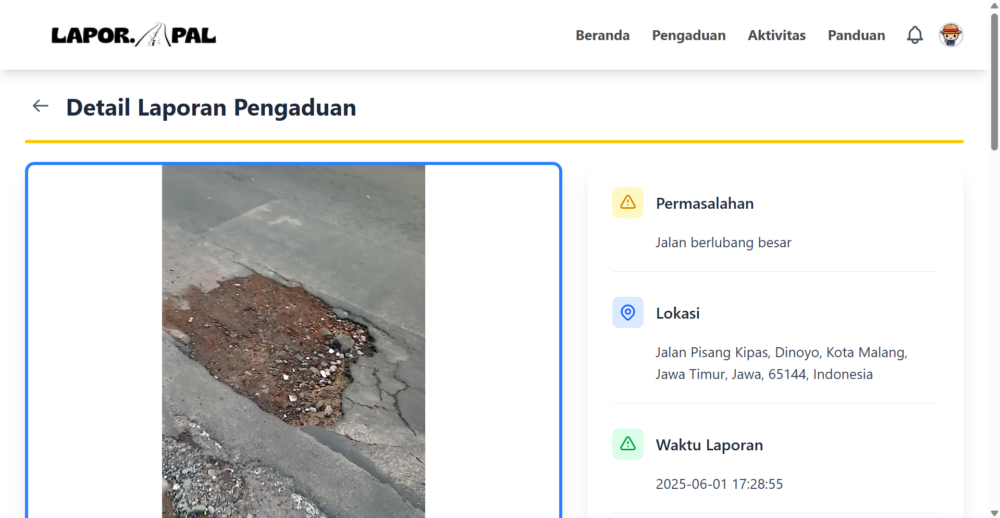 LAPOR. PAL
Beranda
Pengaduan
Aktivitas
Panduan
Detail Laporan Pengaduan
Permasalahan
Jalan berlubang besar
Lokasi
Jalan Pisang Kipas, Dinoyo, Kota Malang,
Jawa Timur, Jawa, 65144, Indonesia
Waktu Laporan
2025-06-01 17:28:55